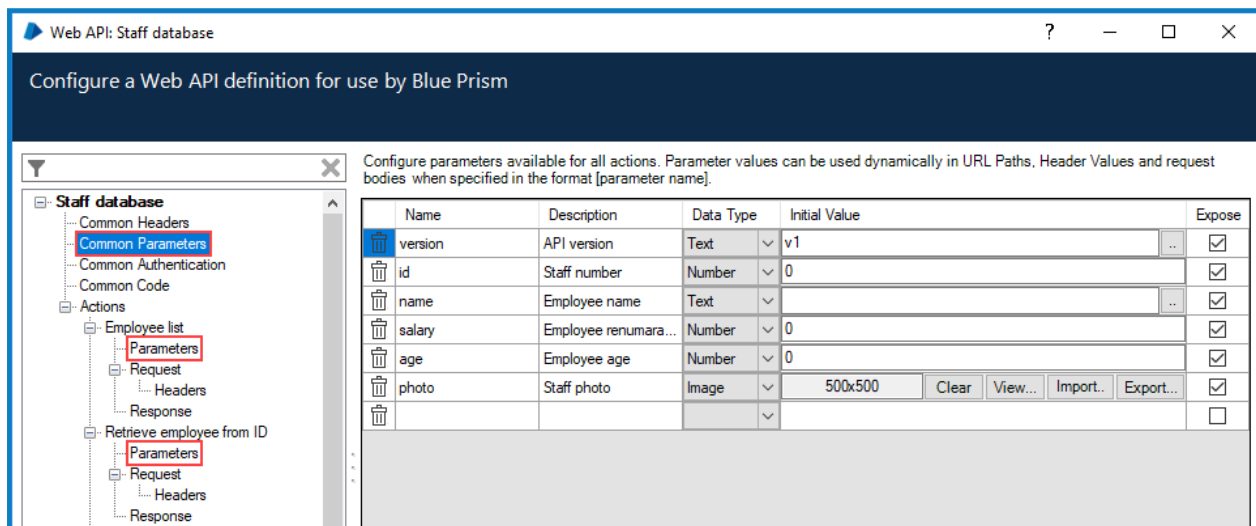 Web API: Staff database
Configure a Web API definition for use by Blue Prism
Configure parameters available for all actions. Parameter values can be used dynamically in URL Paths, Header Values and request
bodies when specified in the format [parameter name].
Staff database
Common Headers
Common Parameters
Common Authentication
Common Code
Actions
Employee list
Parameters
Request
Headers
Response
Retrieve employee from ID
Parameters
Request
Headers
Response
Name Description Data Type Initial Value Expose
version API version Text v1 ..
id Staff number Number 0
name Employee name Text ..
salary Employee renumara... Number 0
age Employee age Number 0
photo Staff photo Image 500x500 Clear View... Import.. Export...